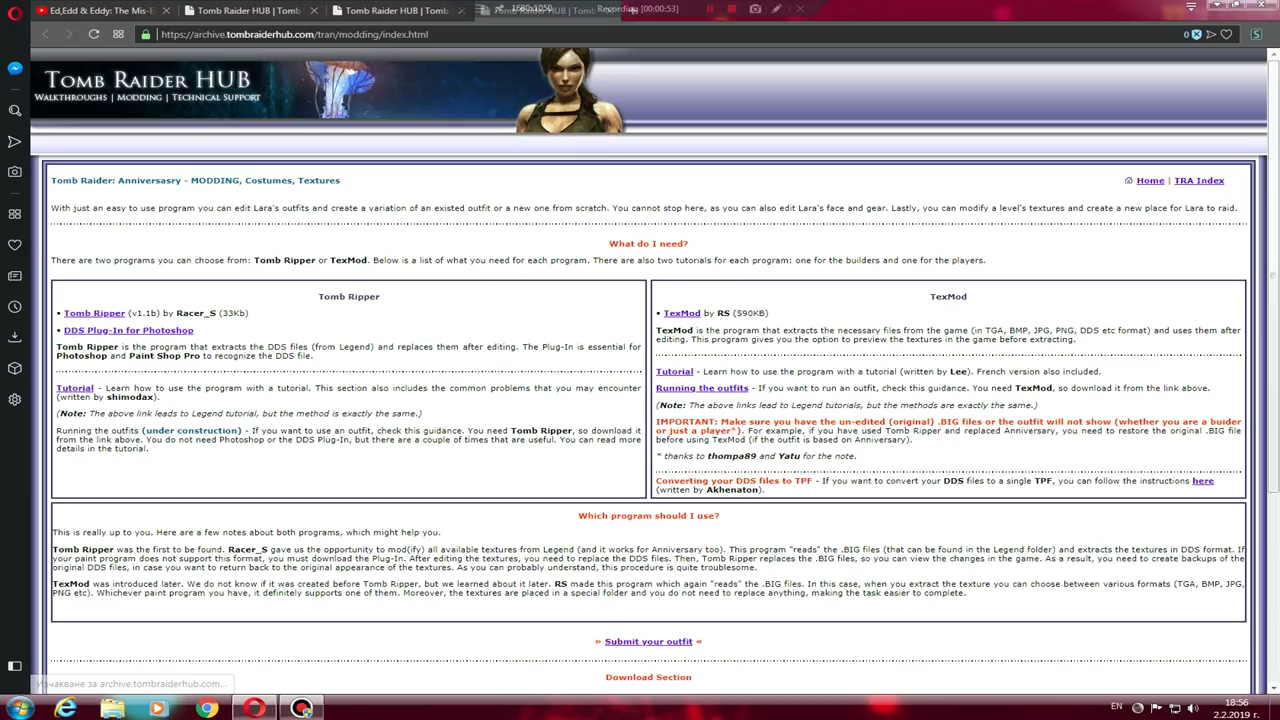 Ed,Edd & Eddy: The Mis-E
Tomb Raider HUB | Tomb
Tomb Raider HUB | Tomb
Tomb Raider HUB | Tomb
1680x1050
Recording [00:00:53]
https://archive.tombraiderhub.com/tran/modding/index.html
0
TOMB RAIDER HUB
WALKTHROUGHS | MODDING | TECHNICAL SUPPORT
Tomb Raider: Anniversasry - MODDING, Costumes, Textures
Home | TRA Index
With just an easy to use program you can edit Lara's outfits and create a variation of an existed outfit or a new one from scratch. You cannot stop here, as you can also edit Lara's face and gear. Lastly, you can modify a level's textures and create a new place for Lara to raid.
What do I need?
There are two programs you can choose from: Tomb Ripper or TexMod. Below is a list of what you need for each program. There are also two tutorials for each program: one for the builders and one for the players.
Tomb Ripper
• Tomb Ripper (v1.1b) by Racer_S (33Kb)
• DDS Plug-In for Photoshop
Tomb Ripper is the program that extracts the DDS files (from Legend) and replaces them after editing. The Plug-In is essential for
Photoshop and Paint Shop Pro to recognize the DDS file.
Tutorial - Learn how to use the program with a tutorial. This section also includes the common problems that you may encounter
(written by shimodax).
(Note: The above link leads to Legend tutorial, but the method is exactly the same.)
Running the outfits (under construction) - If you want to use an outfit, check this guidance. You need Tomb Ripper, so download it
from the link above. You do not need Photoshop or the DDS Plug-In, but there are a couple of times that are useful. You can read more
details in the tutorial.
TexMod
• TexMod by RS (590KB)
TexMod is the program that extracts the necessary files from the game (in TGA, BMP, JPG, PNG, DDS etc format) and uses them after
editing. This program gives you the option to preview the textures in the game before extracting.
Tutorial - Learn how to use the program with a tutorial (written by Lee). French version also included.
Running the outfits - If you want to run an outfit, check this guidance. You need TexMod, so download it from the link above.
(Note: The above links lead to Legend tutorials, but the methods are exactly the same.)
IMPORTANT: Make sure you have the un-edited (original) .BIG files or the outfit will not show (whether you are a buider
or just a player*). For example, if you have used Tomb Ripper and replaced Anniversary, you need to restore the original .BIG file
before using TexMod (if the outfit is based on Anniversary).
* thanks to thompa89 and Yatu for the note.
Converting your DDS files to TPF - If you want to convert your DDS files to a single TPF, you can follow the instructions here
(written by Akhenaton).
Which program should I use?
This is really up to you. Here are a few notes about both programs, which might help you.
Tomb Ripper was the first to be found. Racer_S gave us the opportunity to mod(ify) all available textures from Legend (and it works for Anniversary too). This program "reads" the .BIG files (that can be found in the Legend folder) and extracts the textures in DDS format. If
your paint program does not support this format, you must download the Plug-In. After editing the textures, you need to replace the DDS files. Then, Tomb Ripper replaces the .BIG files, so you can view the changes in the game. As a result, you need to create backups of the
original DDS files, in case you want to return back to the original appearance of the textures. As you can probably understand, this procedure is quite troublesome.
TexMod was introduced later. We do not know if it was created before Tomb Raider, but we learned about it later. RS made this program which again "reads" the .BIG files. In this case, when you extract the texture you can choose between various formats (TGA, BMP, JPG,
PNG etc). Whichever paint program you have, it definitely supports one of them. Moreover, the textures are placed in a special folder and you do not need to replace anything, making the task easier to complete.
» Submit your outfit «
Download Section
Изчакване за archive.tombraiderhub.com...
EN
18:56
2.2.2019 г.